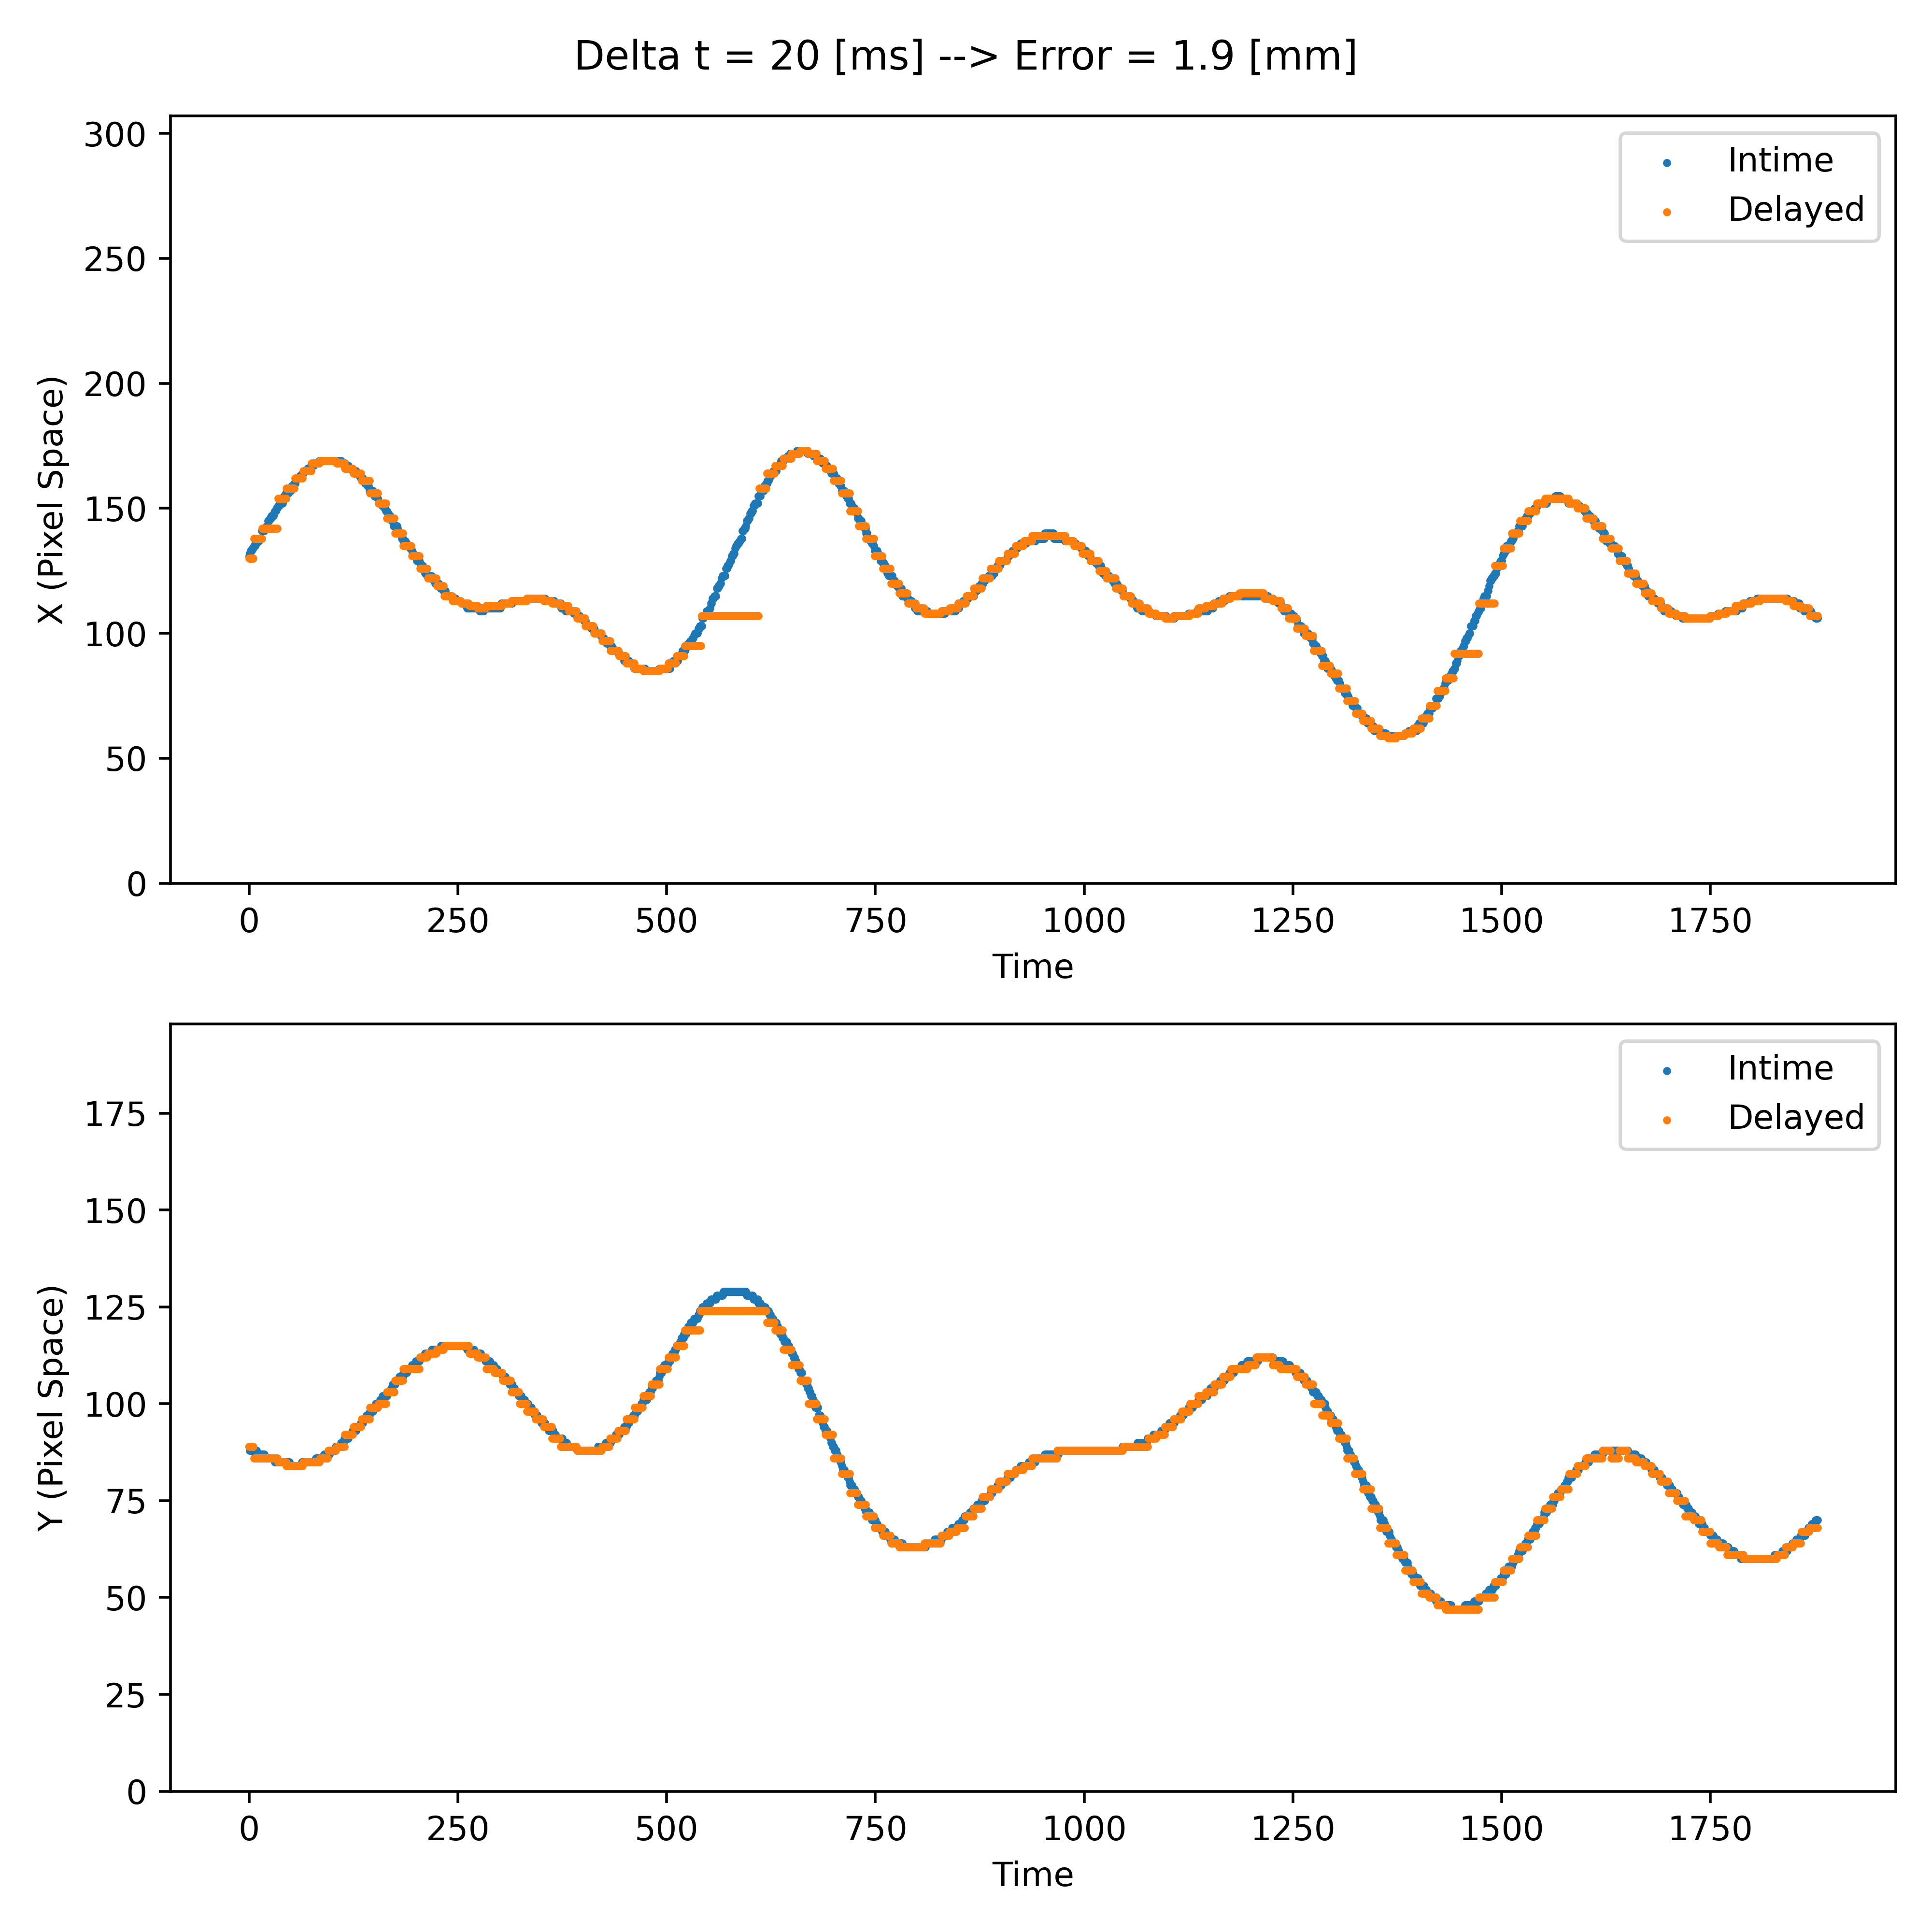 Delta t = 20 [ms] --> Error = 1.9 [mm]
300
250
200
150
100
50
0
X (Pixel Space)
Intime
Delayed
0 250 500 750 1000 1250 1500 1750
Time
175
150
125
100
75
50
25
0
Y (Pixel Space)
Intime
Delayed
0 250 500 750 1000 1250 1500 1750
Time